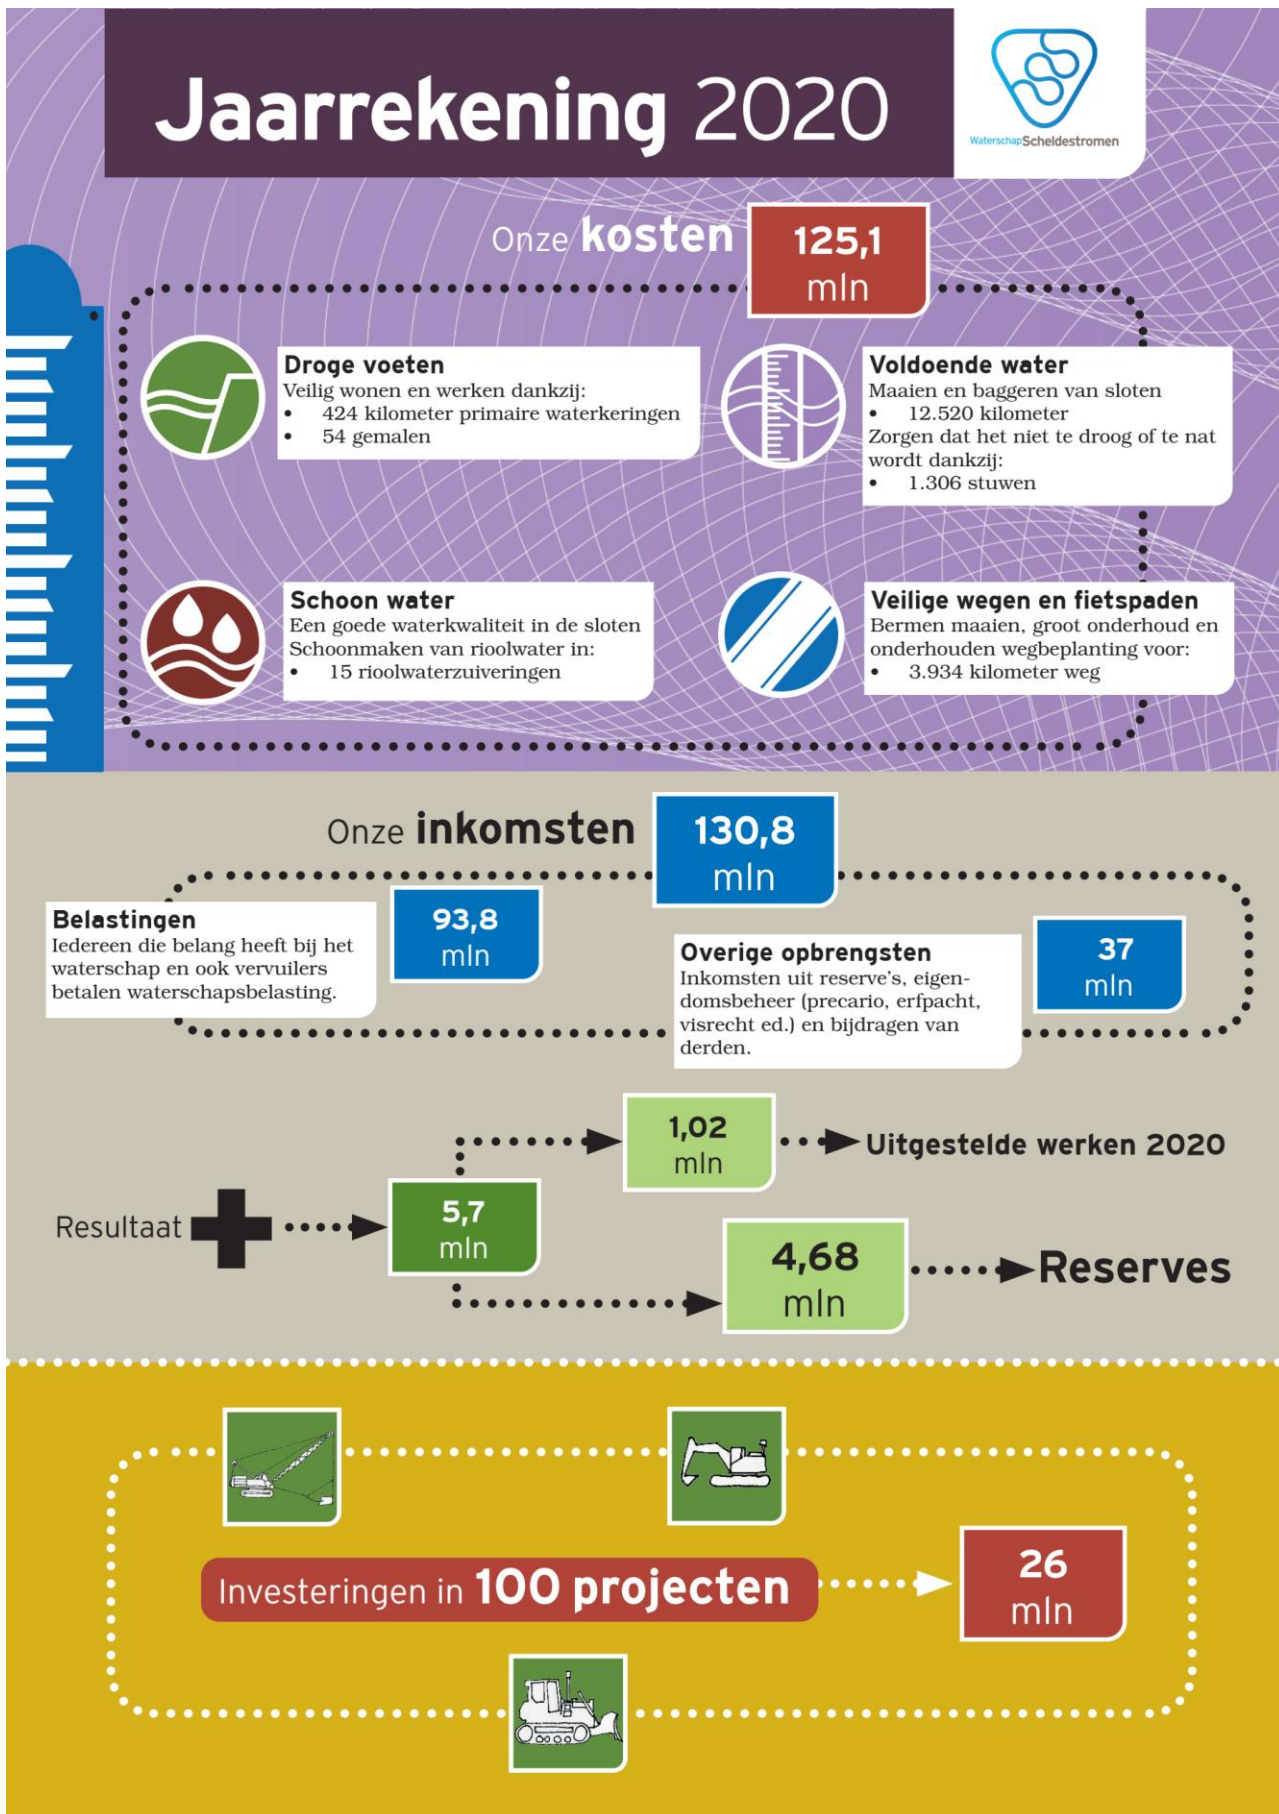 Jaarrekening 2020
WaterschapScheldestromen
Onze kosten
125,1
mln
Droge voeten
Veilig wonen en werken dankzij:
• 424 kilometer primaire waterkeringen
• 54 gemalen
Voldoende water
Maaien en baggeren van sloten
• 12.520 kilometer
Zorgen dat het niet te droog of te nat
wordt dankzij:
• 1.306 stuwen
Schoon water
Een goede waterkwaliteit in de sloten
Schoonmaken van rioolwater in:
• 15 rioolwaterzuiveringen
Veilige wegen en fietspaden
Bermen maaien, groot onderhoud en
onderhouden wegbeplanting voor:
• 3.934 kilometer weg
Onze inkomsten
130,8
mln
Belastingen
Iedereen die belang heeft bij het
waterschap en ook vervuilers
betalen waterschapsbelasting.
93,8
mln
Overige opbrengsten
Inkomsten uit reserve's, eigen-
domsbeheer (precario, erfpacht,
visrecht ed.) en bijdragen van
derden.
37
mln
Resultaat
5,7
mln
1,02
mln
Uitgestelde werken 2020
4,68
mln
Reserves
Investeringen in 100 projecten
26
mln